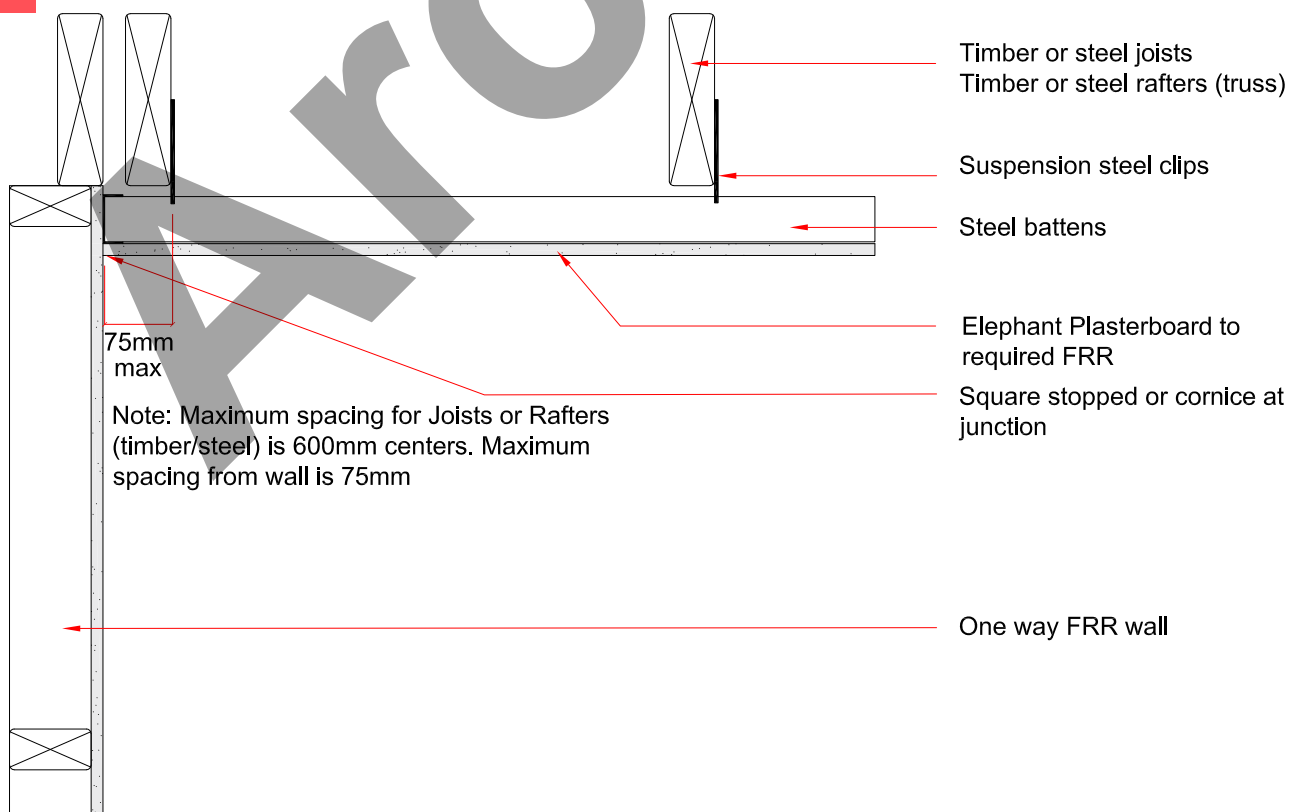 Timber or steel joists
Timber or steel rafters (truss)
Suspension steel clips
Steel battens
Elephant Plasterboard to
required FRR
Square stopped or cornice at
junction
75mm
max
Note: Maximum spacing for Joists or Rafters
(timber/steel) is 600mm centers. Maximum
spacing from wall is 75mm
One way FRR wall